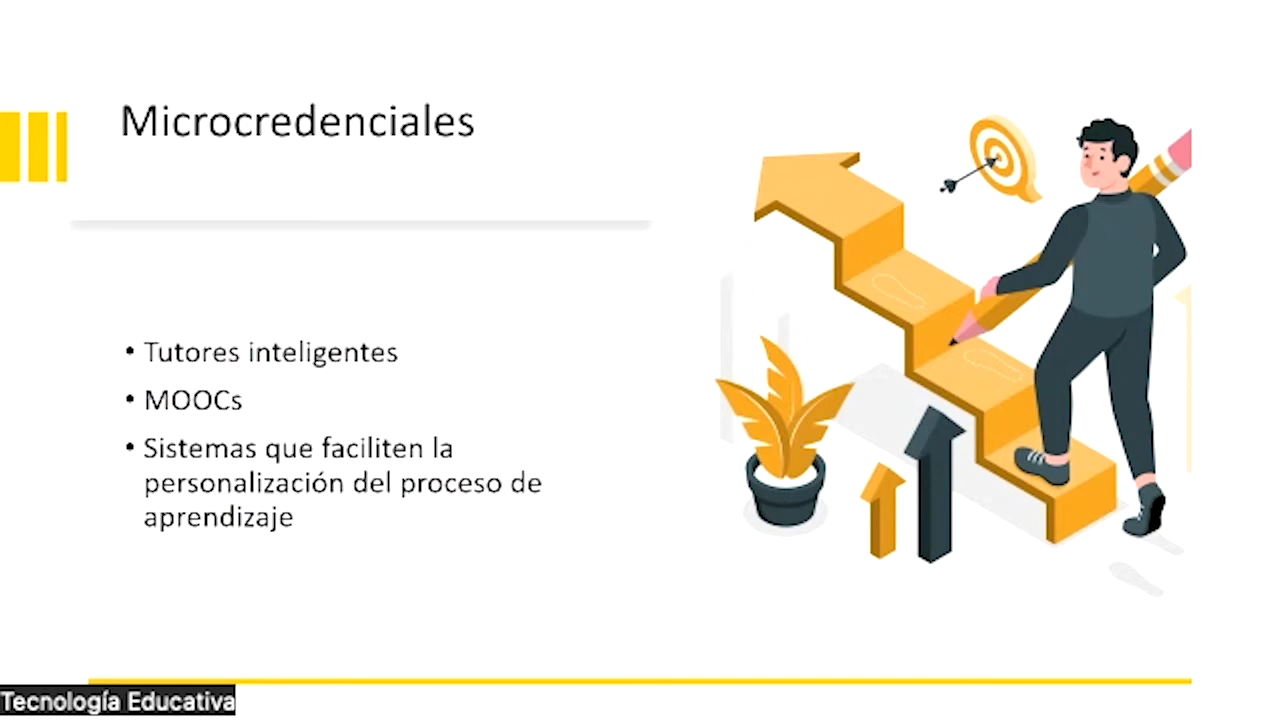 Microcredenciales
• Tutores inteligentes
• MOOCs
• Sistemas que faciliten la
personalización del proceso de
aprendizaje
Tecnología Educativa